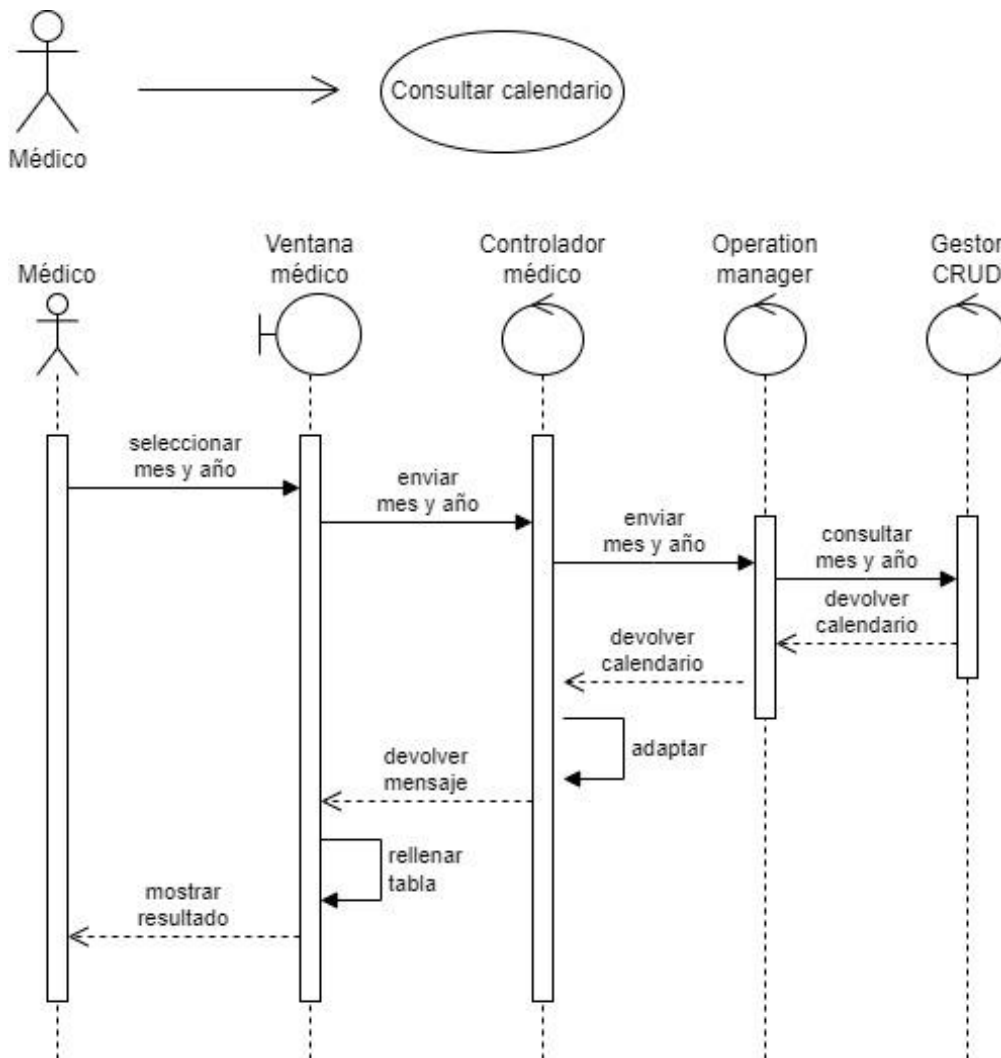 Consultar calendario
Médico
Ventana
médico
Controlador
médico
Operation
manager
Gestor
CRUD
Médico
seleccionar
mes y año
enviar
mes y año
enviar
mes y año
consultar
mes y año
devolver
calendario
devolver
calendario
adaptar
devolver
mensaje
rellenar
tabla
mostrar
resultado